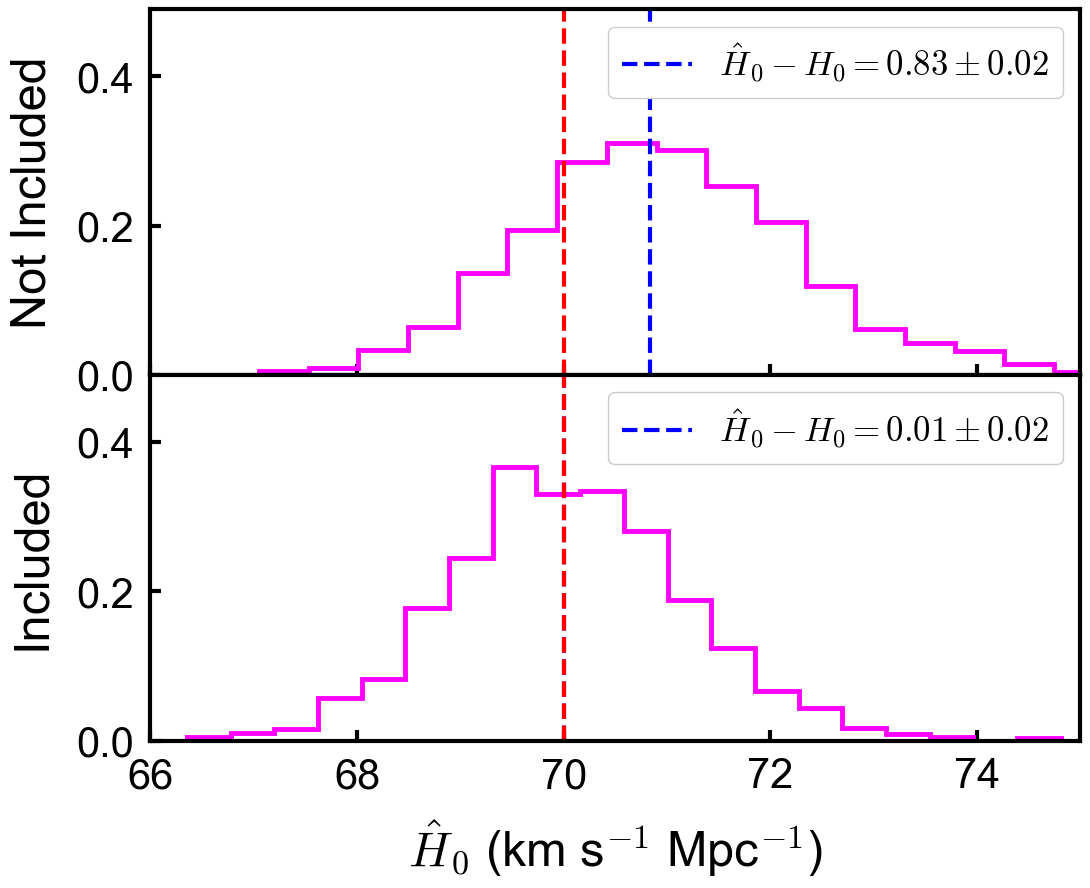 Not Included
0.4
0.2
0.0
Ĥ₀ − H₀ = 0.83 ± 0.02
Included
0.4
0.2
0.0
Ĥ₀ − H₀ = 0.01 ± 0.02
66 68 70 72 74
Ĥ₀ (km s⁻¹ Mpc⁻¹)